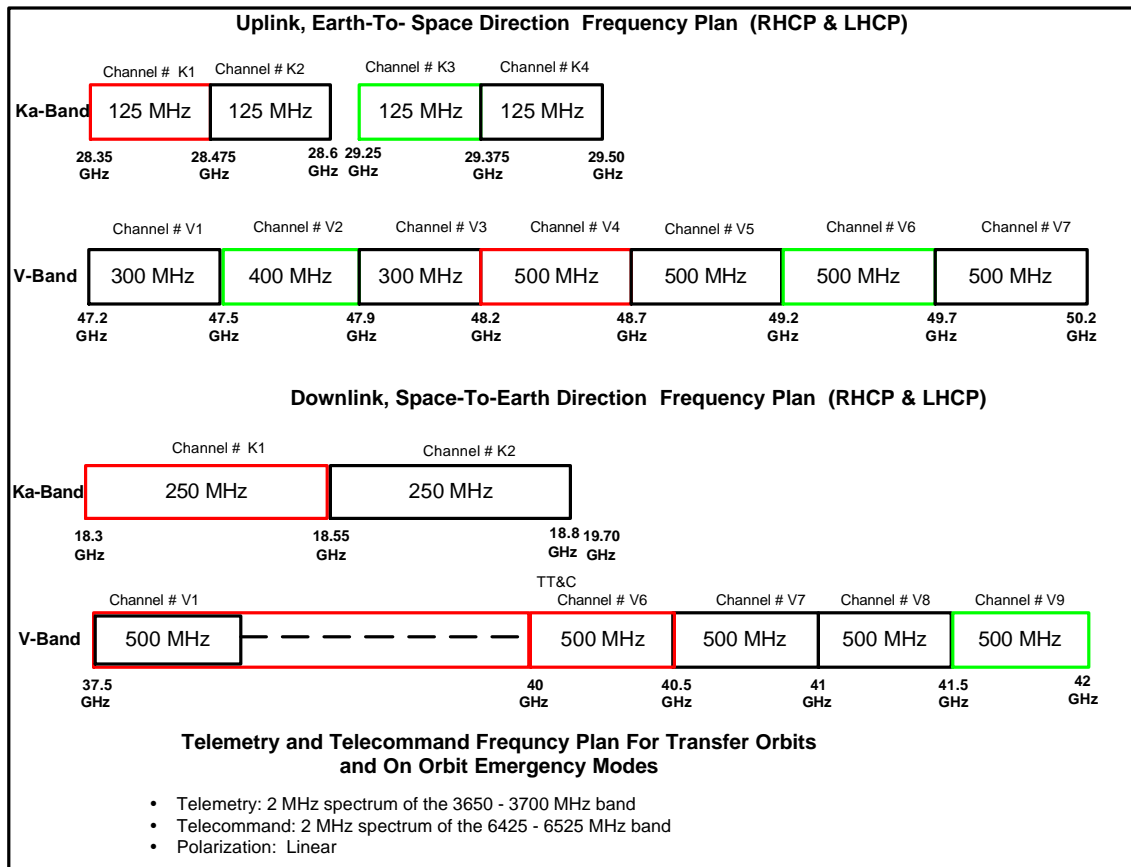 Uplink, Earth-To- Space Direction Frequency Plan (RHCP & LHCP)
Channel # K1 Channel # K2 Channel # K3 Channel # K4
Ka-Band 125 MHz 125 MHz 125 MHz 125 MHz
28.35 28.475 28.6 29.25 29.375 29.50
GHz GHz GHz GHz GHz GHz
Channel # V1 Channel # V2 Channel # V3 Channel # V4 Channel # V5 Channel # V6 Channel # V7
V-Band 300 MHz 400 MHz 300 MHz 500 MHz 500 MHz 500 MHz 500 MHz
47.2 47.5 47.9 48.2 48.7 49.2 49.7 50.2
GHz GHz GHz GHz GHz GHz GHz GHz
Downlink, Space-To-Earth Direction Frequency Plan (RHCP & LHCP)
Channel # K1 Channel # K2
Ka-Band 250 MHz 250 MHz
18.3 18.55 18.8 19.70
GHz GHz GHz GHz
TT&C
Channel # V1 Channel # V6 Channel # V7 Channel # V8 Channel # V9
V-Band 500 MHz 500 MHz 500 MHz 500 MHz 500 MHz
37.5 40 40.5 41 41.5 42
GHz GHz GHz GHz GHz GHz
Telemetry and Telecommand Frequncy Plan For Transfer Orbits
and On Orbit Emergency Modes
• Telemetry: 2 MHz spectrum of the 3650 - 3700 MHz band
• Telecommand: 2 MHz spectrum of the 6425 - 6525 MHz band
• Polarization: Linear